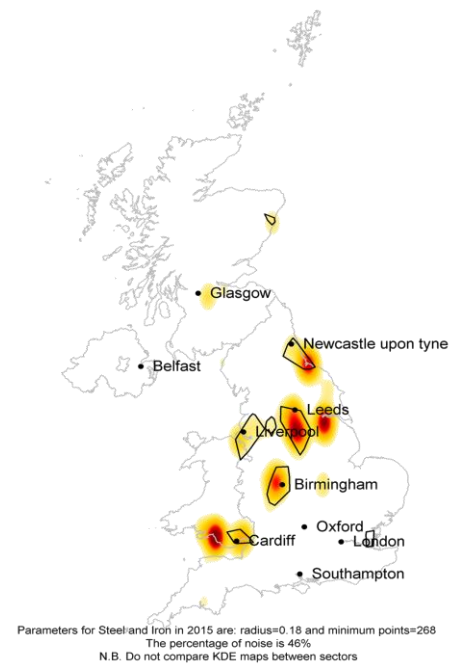 Glasgow
Newcastle upon tyne
Belfast
Leeds
Liverpool
Birmingham
Oxford
Cardiff
London
Southampton
Parameters for Steel and Iron in 2015 are: radius=0.18 and minimum points=268
The percentage of noise is 46%
N.B. Do not compare KDE maps between sectors